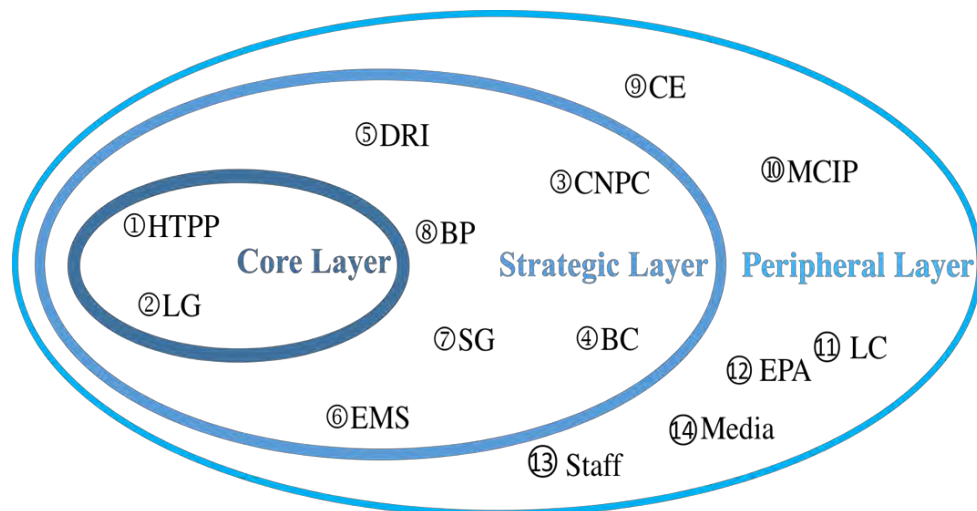 ⑨CE
⑤DRI
⑩MCIP
③CNPC
①HTPP
⑧BP
Core Layer
Strategic Layer
Peripheral Layer
②LG
⑦SG
④BC
⑪ LC
⑫ EPA
⑥EMS
⑭Media
⑬ Staff